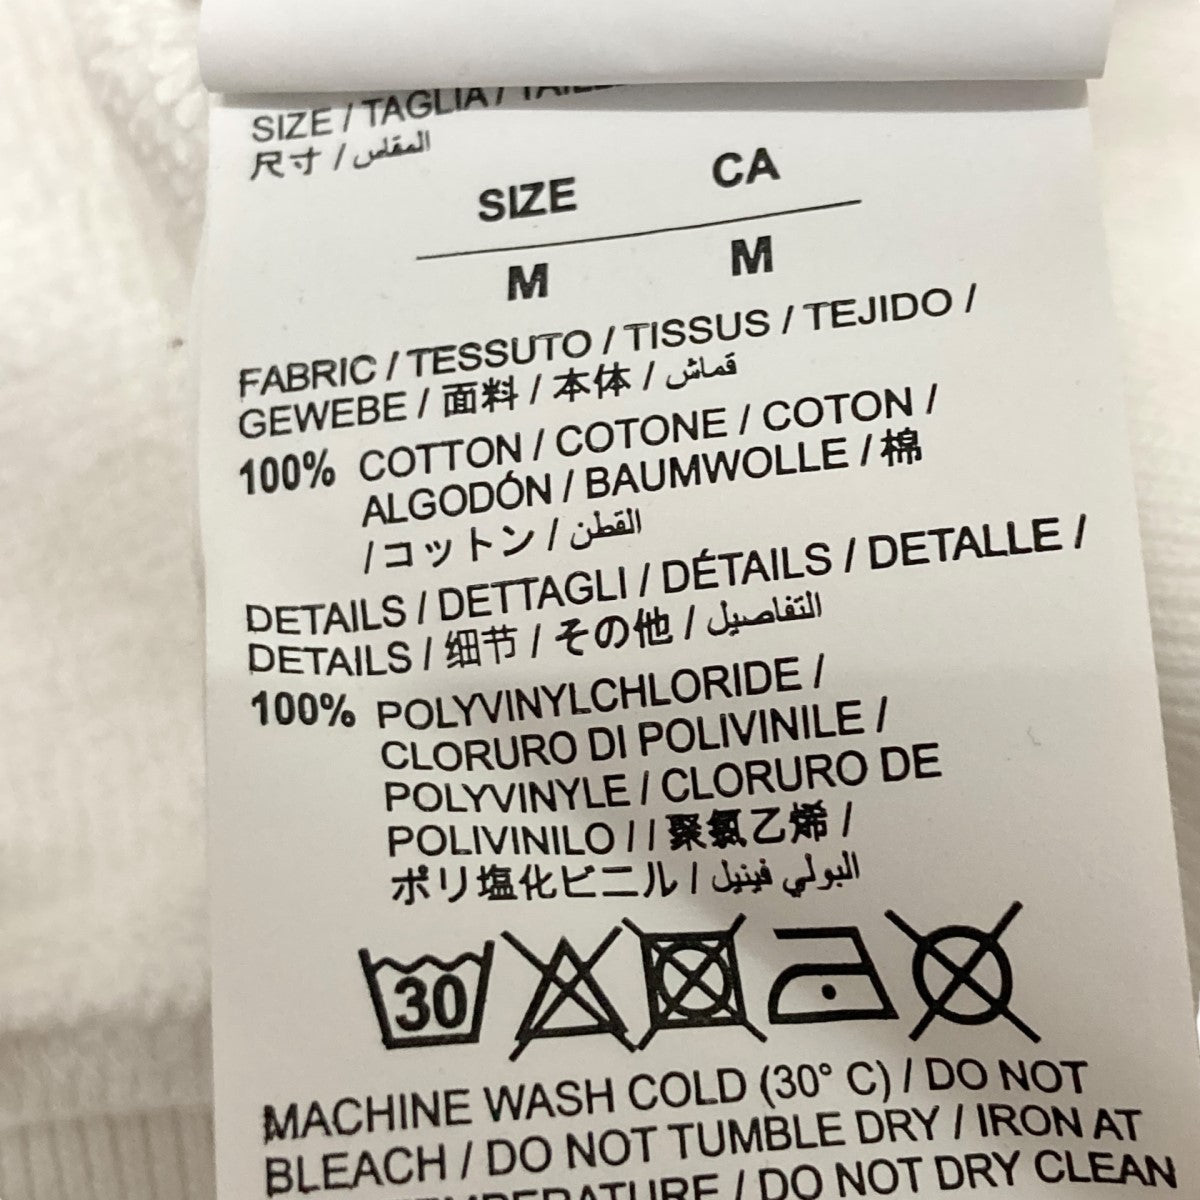 SIZE / TAGLIA /
尺寸 / المقاس
SIZE CA
M M
FABRIC / TESSUTO / TISSUS / TEJIDO /
GEWEBE / 面料 / 本体 / قماش
100% COTTON / COTONE / COTON /
ALGODÓN / BAUMWOLLE / 棉
/ コットン / القطن
DETAILS / DETTAGLI / DÉTAILS / DETALLE /
DETAILS / 细节 / その他 / التفاصيل
100% POLYVINYLCHLORIDE /
CLORURO DI POLIVINILE /
POLYVINYLE / CLORURO DE
POLIVINILO / / 聚氯乙烯 /
ポリ塩化ビニル / البولي فينيل
30
MACHINE WASH COLD (30° C) / DO NOT
BLEACH / DO NOT TUMBLE DRY / IRON AT
TEMPERATURE / DO NOT DRY CLEAN